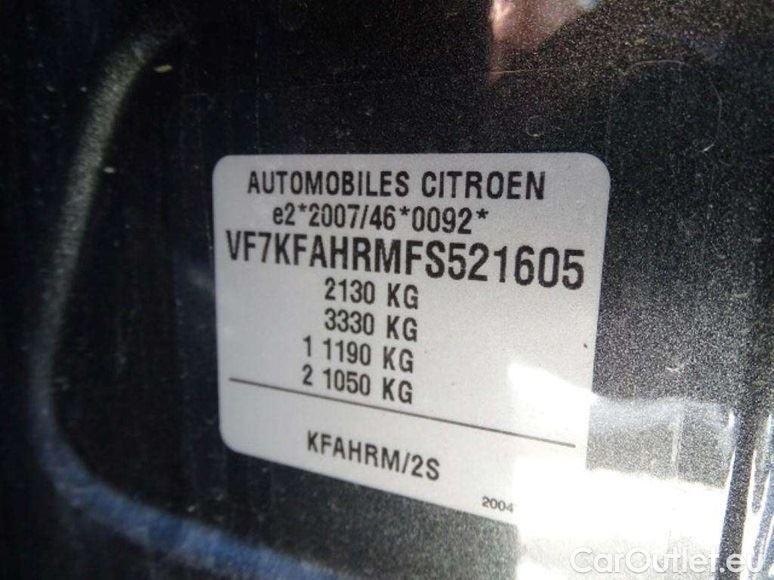 AUTOMOBILES CITROEN
e2*2007/46*0092*
VF7KFAHRMFS521605
2130 KG
3330 KG
1 1190 KG
2 1050 KG
KFAHRM/2S
2004
CarOutlet.eu